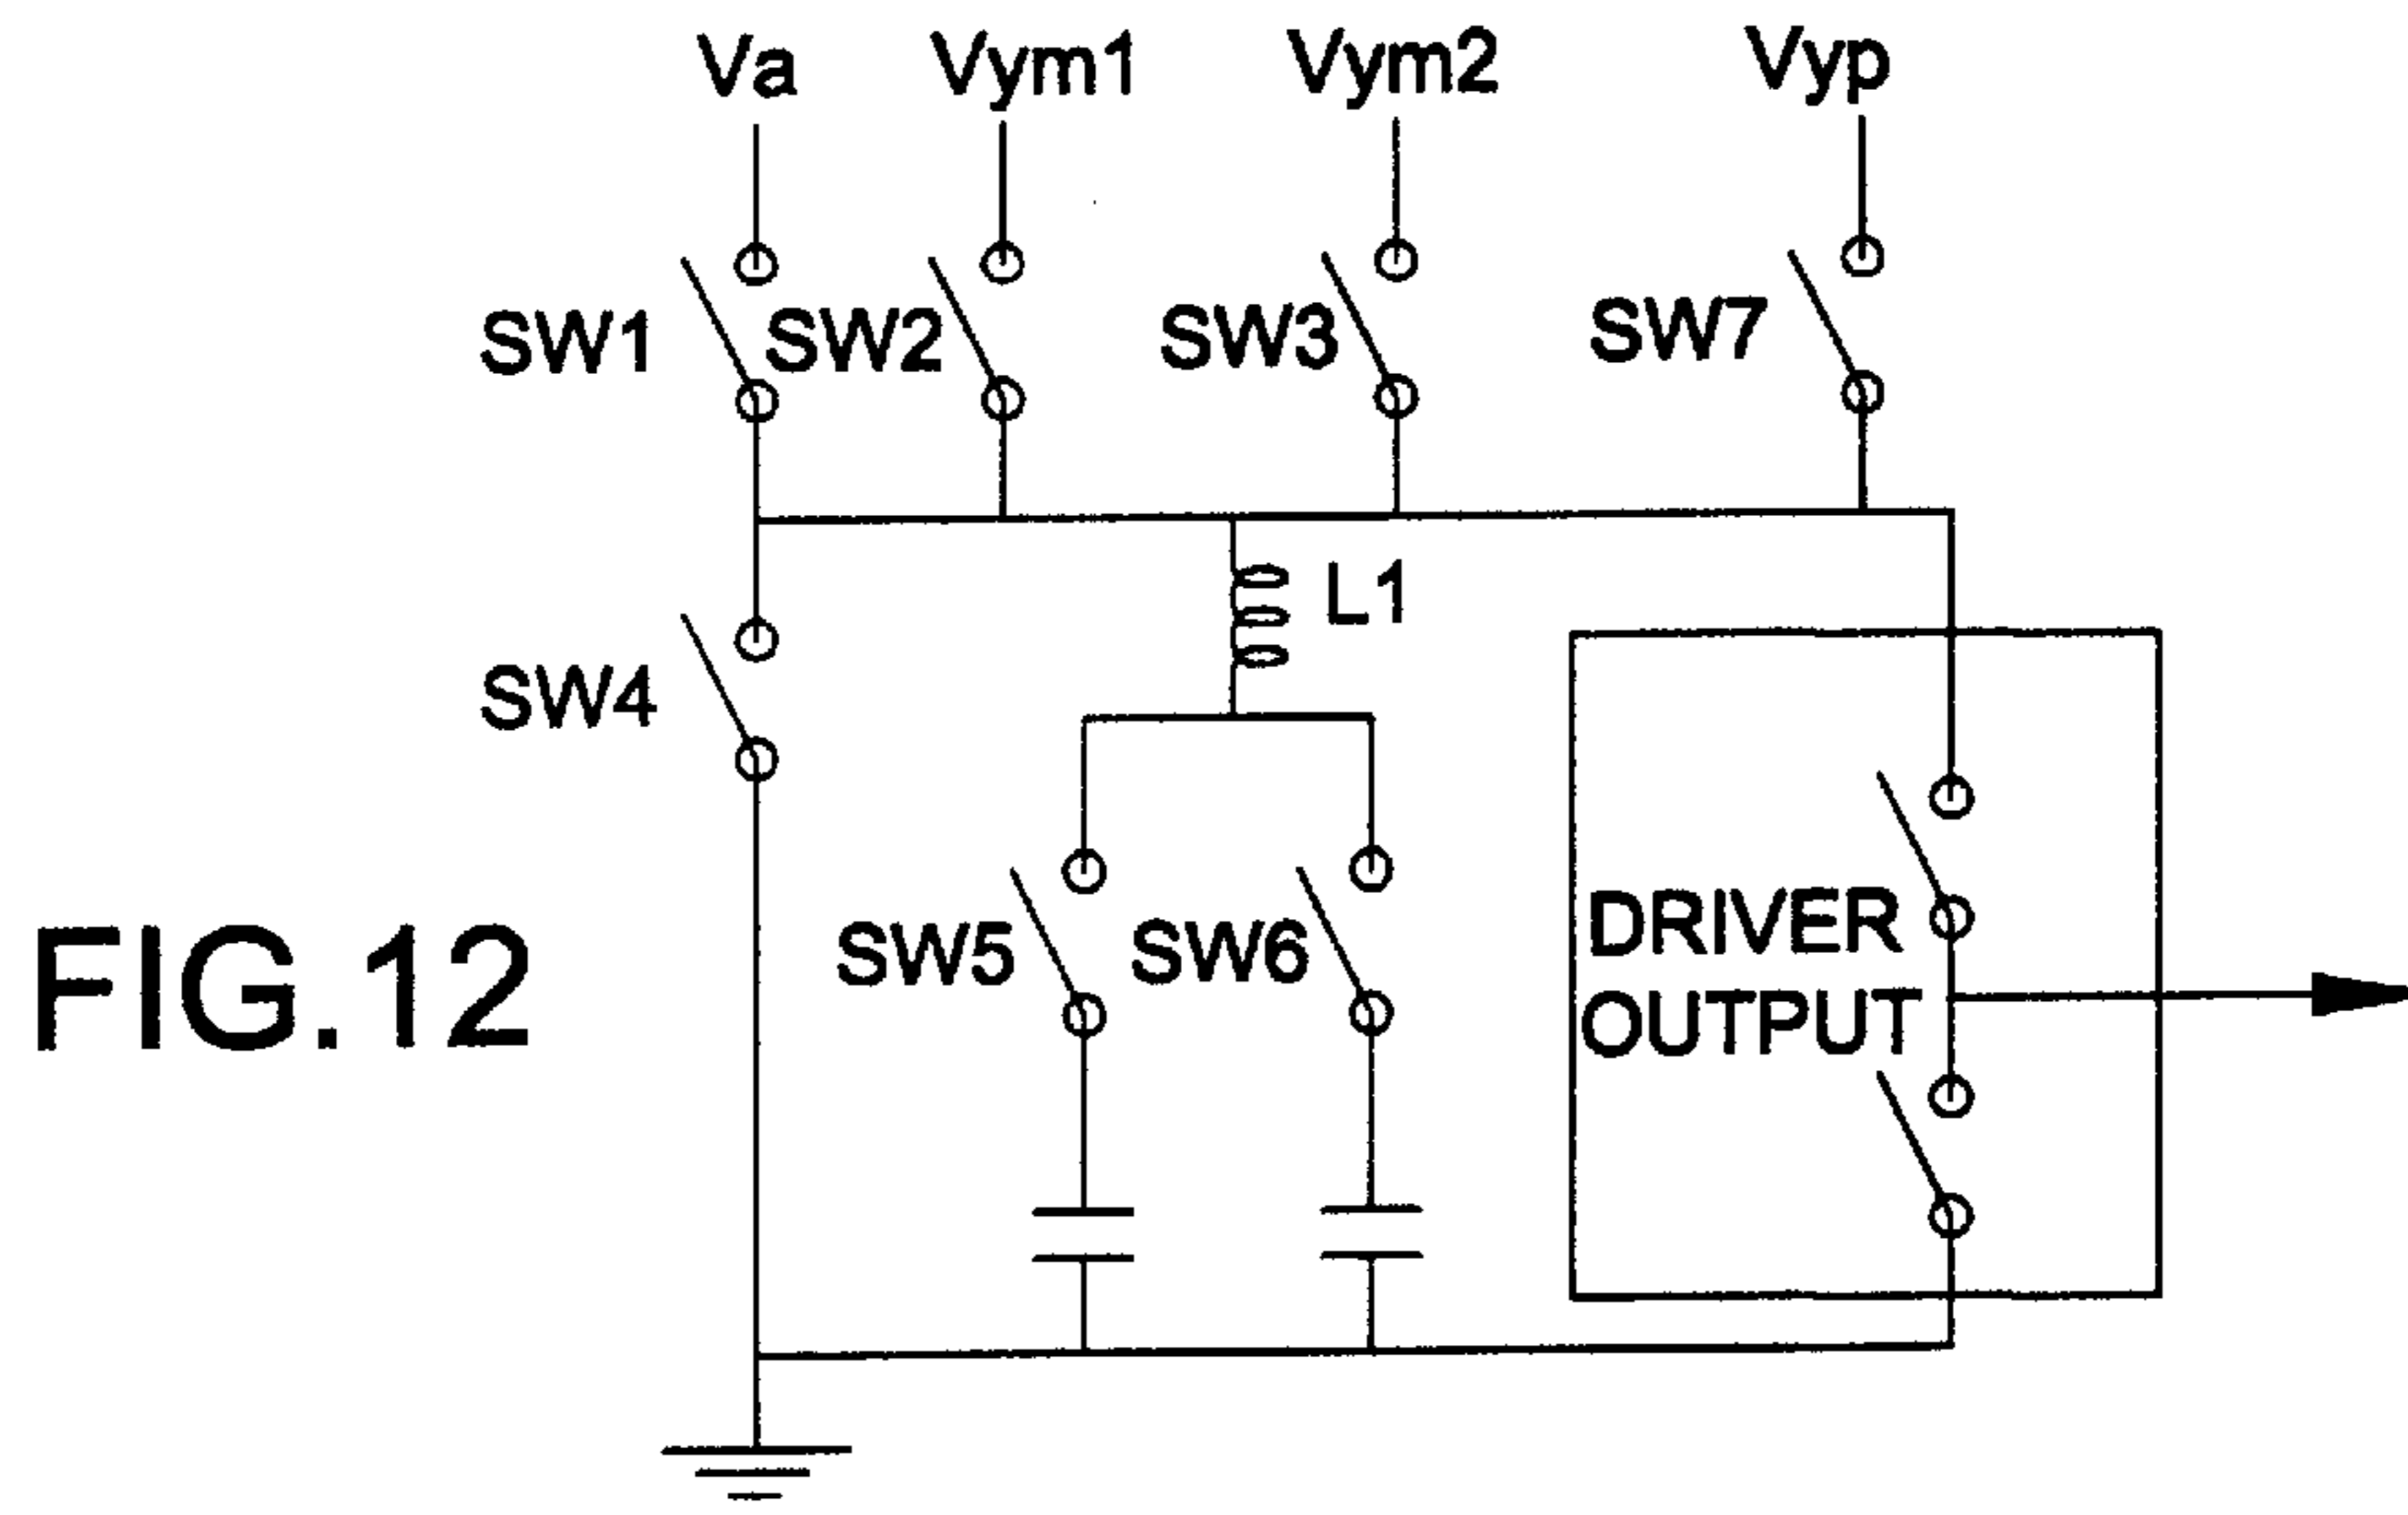 Va Vym1 Vym2 Vyp
SW1 SW2 SW3 SW7
L1
SW4
SW5 SW6
DRIVER
OUTPUT
FIG.12